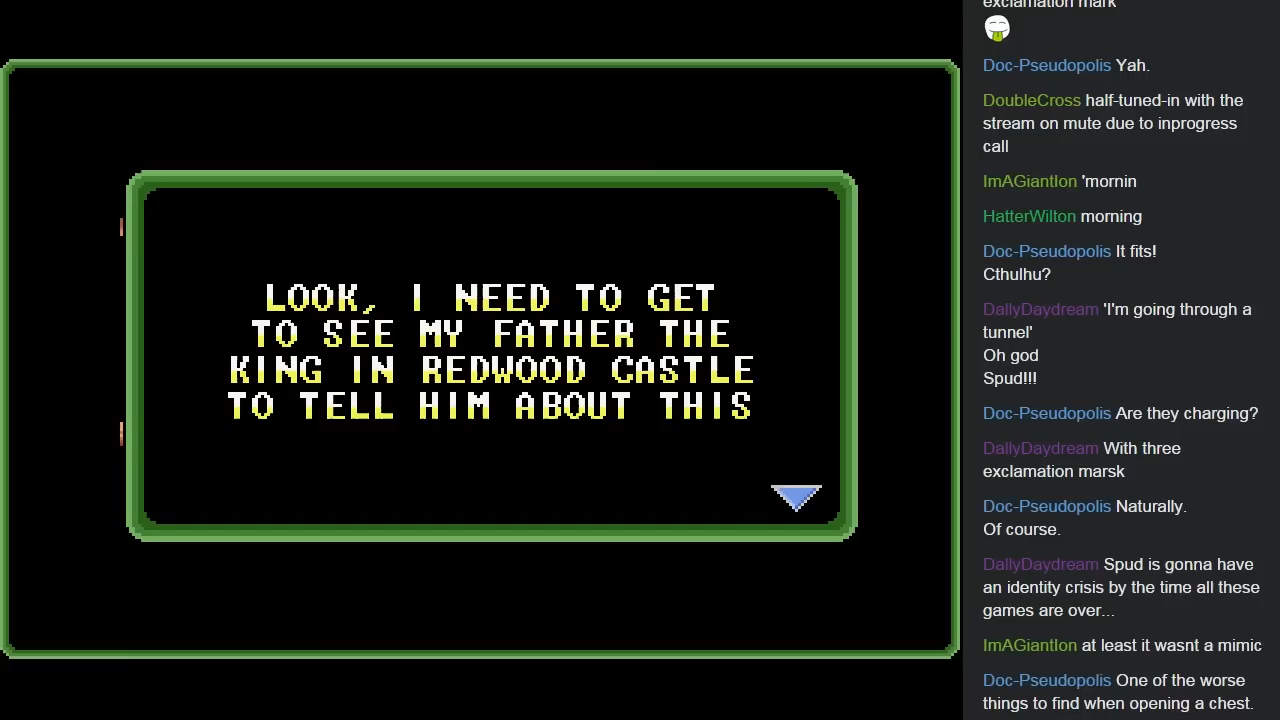 LOOK, I NEED TO GET
TO SEE MY FATHER THE
KING IN REDWOOD CASTLE
TO TELL HIM ABOUT THIS
exclamation mark
Doc-Pseudopolis Yah.
DoubleCross half-tuned-in with the
stream on mute due to inprogress
call
ImAGiantIon 'mornin
HatterWilton morning
Doc-Pseudopolis It fits!
Cthulhu?
DallyDaydream 'I'm going through a
tunnel'
Oh god
Spud!!!
Doc-Pseudopolis Are they charging?
DallyDaydream With three
exclamation marsk
Doc-Pseudopolis Naturally.
Of course.
DallyDaydream Spud is gonna have
an identity crisis by the time all these
games are over...
ImAGiantIon at least it wasnt a mimic
Doc-Pseudopolis One of the worse
things to find when opening a chest.